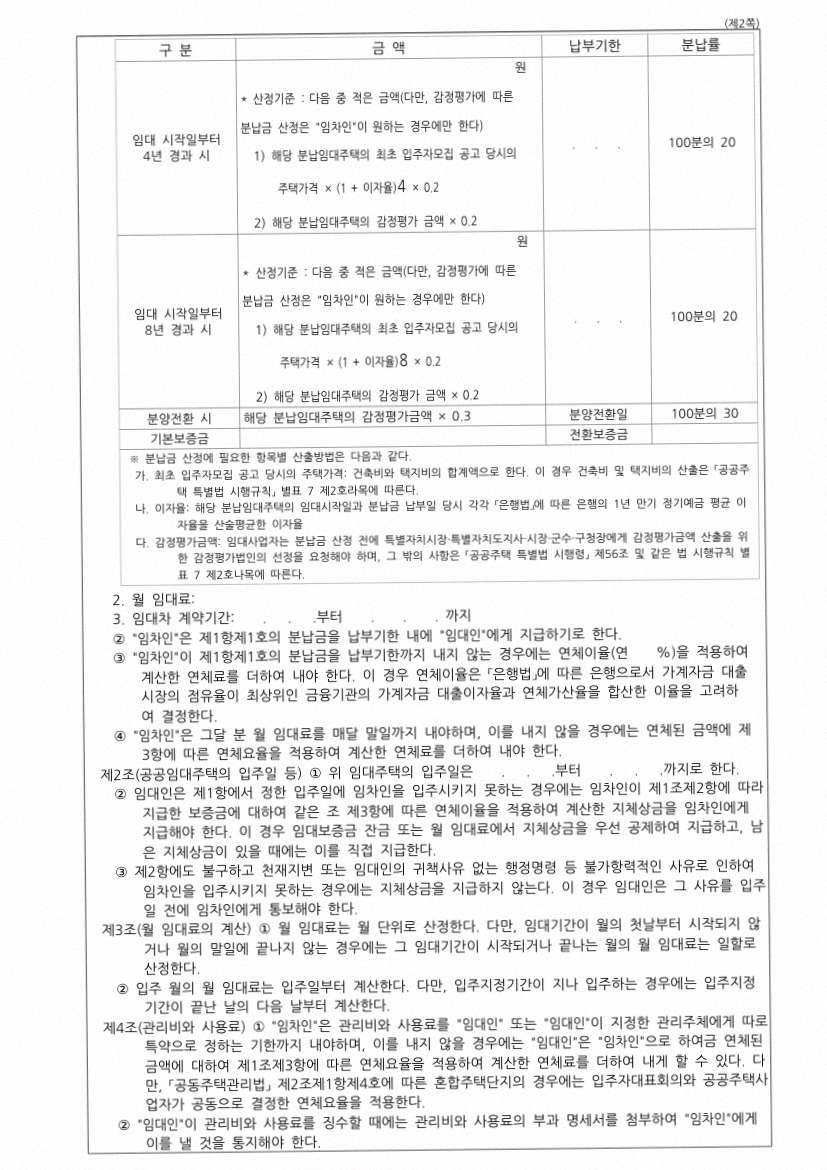 (제2쪽)
구 분 금 액 납부기한 분납률
원
* 산정기준 : 다음 중 적은 금액(다만, 감정평가에 따른
분납금 산정은 "임차인"이 원하는 경우에만 한다)
임대 시작일부터
4년 경과 시
1) 해당 분납임대주택의 최초 입주자모집 공고 당시의
. . .
100분의 20
주택가격 × (1 + 이자율)4 × 0.2
2) 해당 분납임대주택의 감정평가 금액 × 0.2
원
* 산정기준 : 다음 중 적은 금액(다만, 감정평가에 따른
분납금 산정은 "임차인"이 원하는 경우에만 한다)
임대 시작일부터
8년 경과 시
1) 해당 분납임대주택의 최초 입주자모집 공고 당시의
. . .
100분의 20
주택가격 × (1 + 이자율)8 × 0.2
2) 해당 분납임대주택의 감정평가 금액 × 0.2
분양전환 시 해당 분납임대주택의 감정평가금액 × 0.3 분양전환일 100분의 30
기본보증금 전환보증금
※ 분납금 산정에 필요한 항목별 산출방법은 다음과 같다.
가. 최초 입주자모집 공고 당시의 주택가격: 건축비와 택지비의 합계액으로 한다. 이 경우 건축비 및 택지비의 산출은 「공공주
택 특별법 시행규칙」 별표 7 제2호라목에 따른다.
나. 이자율: 해당 분납임대주택의 임대시작일과 분납금 납부일 당시 각각 「은행법」에 따른 은행의 1년 만기 정기예금 평균 이
자율을 산술평균한 이자율
다. 감정평가금액: 임대사업자는 분납금 산정 전에 특별자치시장·특별자치도지사·시장·군수·구청장에게 감정평가금액 산출을 위
한 감정평가법인의 선정을 요청해야 하며, 그 밖의 사항은 「공공주택 특별법 시행령」 제56조 및 같은 법 시행규칙 별
표 7 제2호나목에 따른다.
2. 월 임대료:
3. 임대차 계약기간: . . .부터 . . . 까지
② "임차인"은 제1항제1호의 분납금을 납부기한 내에 "임대인"에게 지급하기로 한다.
③ "임차인"이 제1항제1호의 분납금을 납부기한까지 내지 않는 경우에는 연체이율(연 %)을 적용하여
계산한 연체료를 더하여 내야 한다. 이 경우 연체이율은 「은행법」에 따른 은행으로서 가계자금 대출
시장의 점유율이 최상위인 금융기관의 가계자금 대출이자율과 연체가산율을 합산한 이율을 고려하
여 결정한다.
④ "임차인"은 그달 분 월 임대료를 매달 말일까지 내야하며, 이를 내지 않을 경우에는 연체된 금액에 제
3항에 따른 연체요율을 적용하여 계산한 연체료를 더하여 내야 한다.
제2조(공공임대주택의 입주일 등) ① 위 임대주택의 입주일은 . . .부터 . . .까지로 한다.
② 임대인은 제1항에서 정한 입주일에 임차인을 입주시키지 못하는 경우에는 임차인이 제1조제2항에 따라
지급한 보증금에 대하여 같은 조 제3항에 따른 연체이율을 적용하여 계산한 지체상금을 임차인에게
지급해야 한다. 이 경우 임대보증금 잔금 또는 월 임대료에서 지체상금을 우선 공제하여 지급하고, 남
은 지체상금이 있을 때에는 이를 직접 지급한다.
③ 제2항에도 불구하고 천재지변 또는 임대인의 귀책사유 없는 행정명령 등 불가항력적인 사유로 인하여
임차인을 입주시키지 못하는 경우에는 지체상금을 지급하지 않는다. 이 경우 임대인은 그 사유를 입주
일 전에 임차인에게 통보해야 한다.
제3조(월 임대료의 계산) ① 월 임대료는 월 단위로 산정한다. 다만, 임대기간이 월의 첫날부터 시작되지 않
거나 월의 말일에 끝나지 않는 경우에는 그 임대기간이 시작되거나 끝나는 월의 월 임대료는 일할로
산정한다.
② 입주 월의 월 임대료는 입주일부터 계산한다. 다만, 입주지정기간이 지나 입주하는 경우에는 입주지정
기간이 끝난 날의 다음 날부터 계산한다.
제4조(관리비와 사용료) ① "임차인"은 관리비와 사용료를 "임대인" 또는 "임대인"이 지정한 관리주체에게 따로
특약으로 정하는 기한까지 내야하며, 이를 내지 않을 경우에는 "임대인"은 "임차인"으로 하여금 연체된
금액에 대하여 제1조제3항에 따른 연체요율을 적용하여 계산한 연체료를 더하여 내게 할 수 있다. 다
만, 「공동주택관리법」 제2조제1항제4호에 따른 혼합주택단지의 경우에는 입주자대표회의와 공공주택사
업자가 공동으로 결정한 연체요율을 적용한다.
② "임대인"이 관리비와 사용료를 징수할 때에는 관리비와 사용료의 부과 명세서를 첨부하여 "임차인"에게
이를 낼 것을 통지해야 한다.